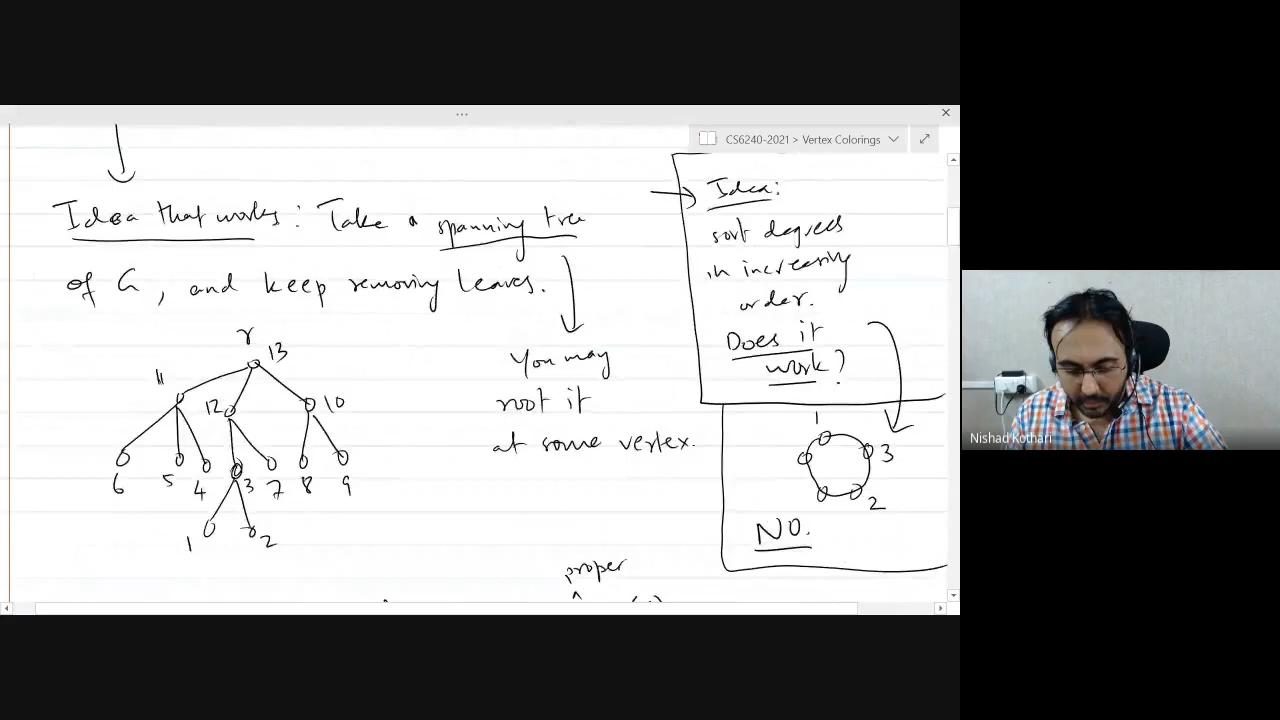 CS6240-2021 > Vertex Colorings
Idea that works: Take a spanning tree
of G, and keep removing leaves.
You may
root it
at some vertex.
r
13
11
12
10
6 5 4 3 7 8 9
1 2
proper
Idea:
sort degrees
in increasing
order.
Does it
work?
1
3
2
NO.
Nishad Kothari